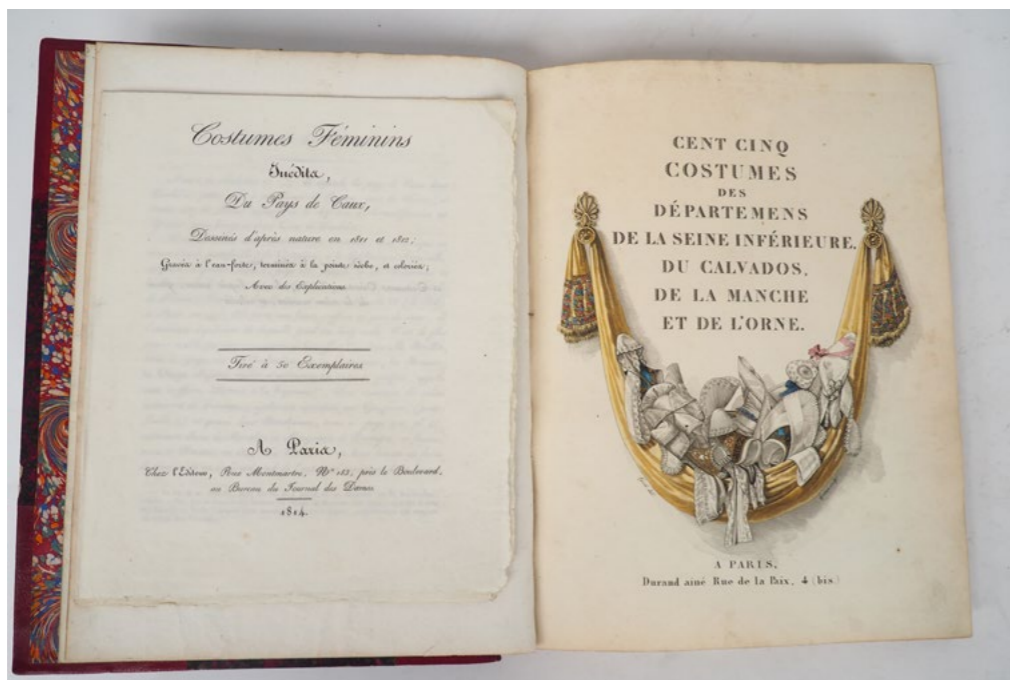 Costumes Féminins
Inédits,
Du Pays de Caux,
Dessinés d'après nature en 1811 et 1812;
Gravés à l'eau-forte, terminés à la pointe sèche, et coloriés;
Avec des Explications
Tiré à 50 Exemplaires
A Paris,
Chez l'Editeur, Rue Montmartre, N.º 183, près le Boulevard,
au Bureau du Journal des Dames
1814.
CENT CINQ
COSTUMES
DES
DÉPARTEMENS
DE LA SEINE INFÉRIEURE,
DU CALVADOS,
DE LA MANCHE
ET DE L'ORNE.
A PARIS,
Durand ainé Rue de la Paix, 4 (bis)